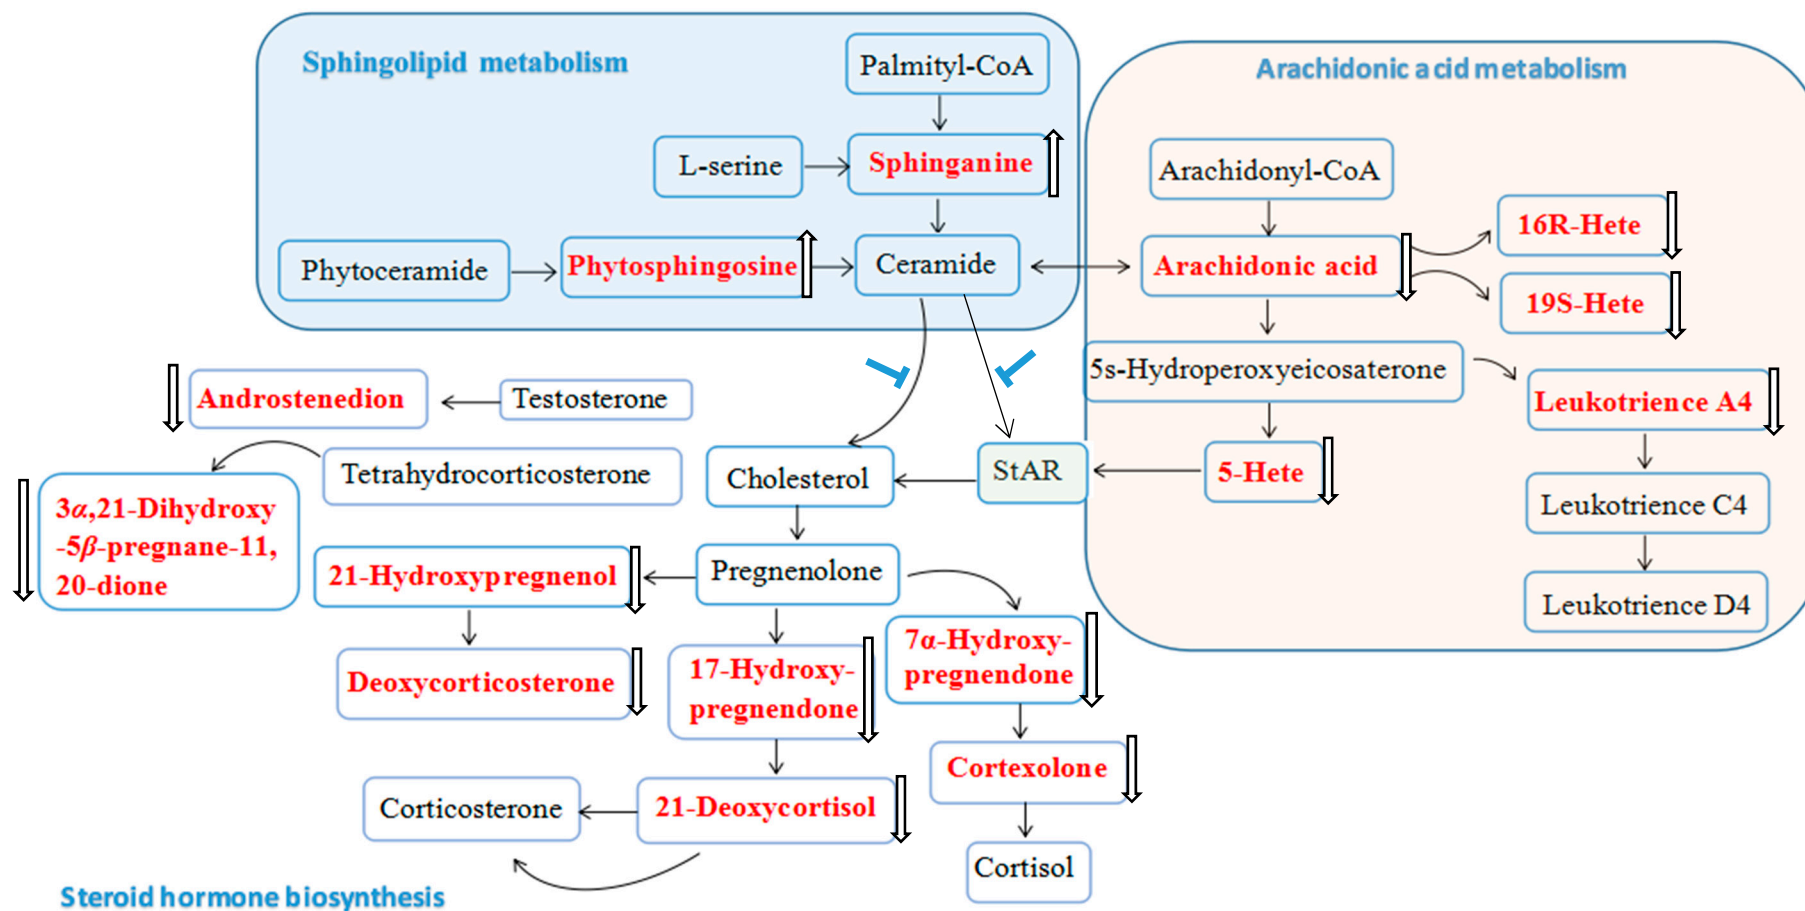 Sphingolipid metabolism
Palmityl-CoA
L-serine
Sphinganine
Phytoceramide
Phytosphingosine
Ceramide
Arachidonic acid metabolism
Arachidonyl-CoA
Arachidonic acid
16R-Hete
19S-Hete
5s-Hydroperoxyeicosaterone
Leukotrience A4
5-Hete
Leukotrience C4
Leukotrience D4
Androstenedion
Testosterone
Tetrahydrocorticosterone
3α,21-Dihydroxy
-5β-pregnane-11,
20-dione
Cholesterol
StAR
21-Hydroxypregnenol
Pregnenolone
Deoxycorticosterone
17-Hydroxy-
pregnendone
7α-Hydroxy-
pregnendone
Cortexolone
Corticosterone
21-Deoxycortisol
Cortisol
Steroid hormone biosynthesis